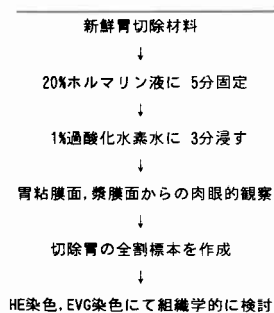 新鮮胃切除材料
↓
20%ホルマリン液に 5分固定
↓
1%過酸化水素水に 3分浸す
↓
胃粘膜面,漿膜面からの肉眼的観察
↓
切除胃の全割標本を作成
↓
HE染色,EVG染色にて組織学的に検討